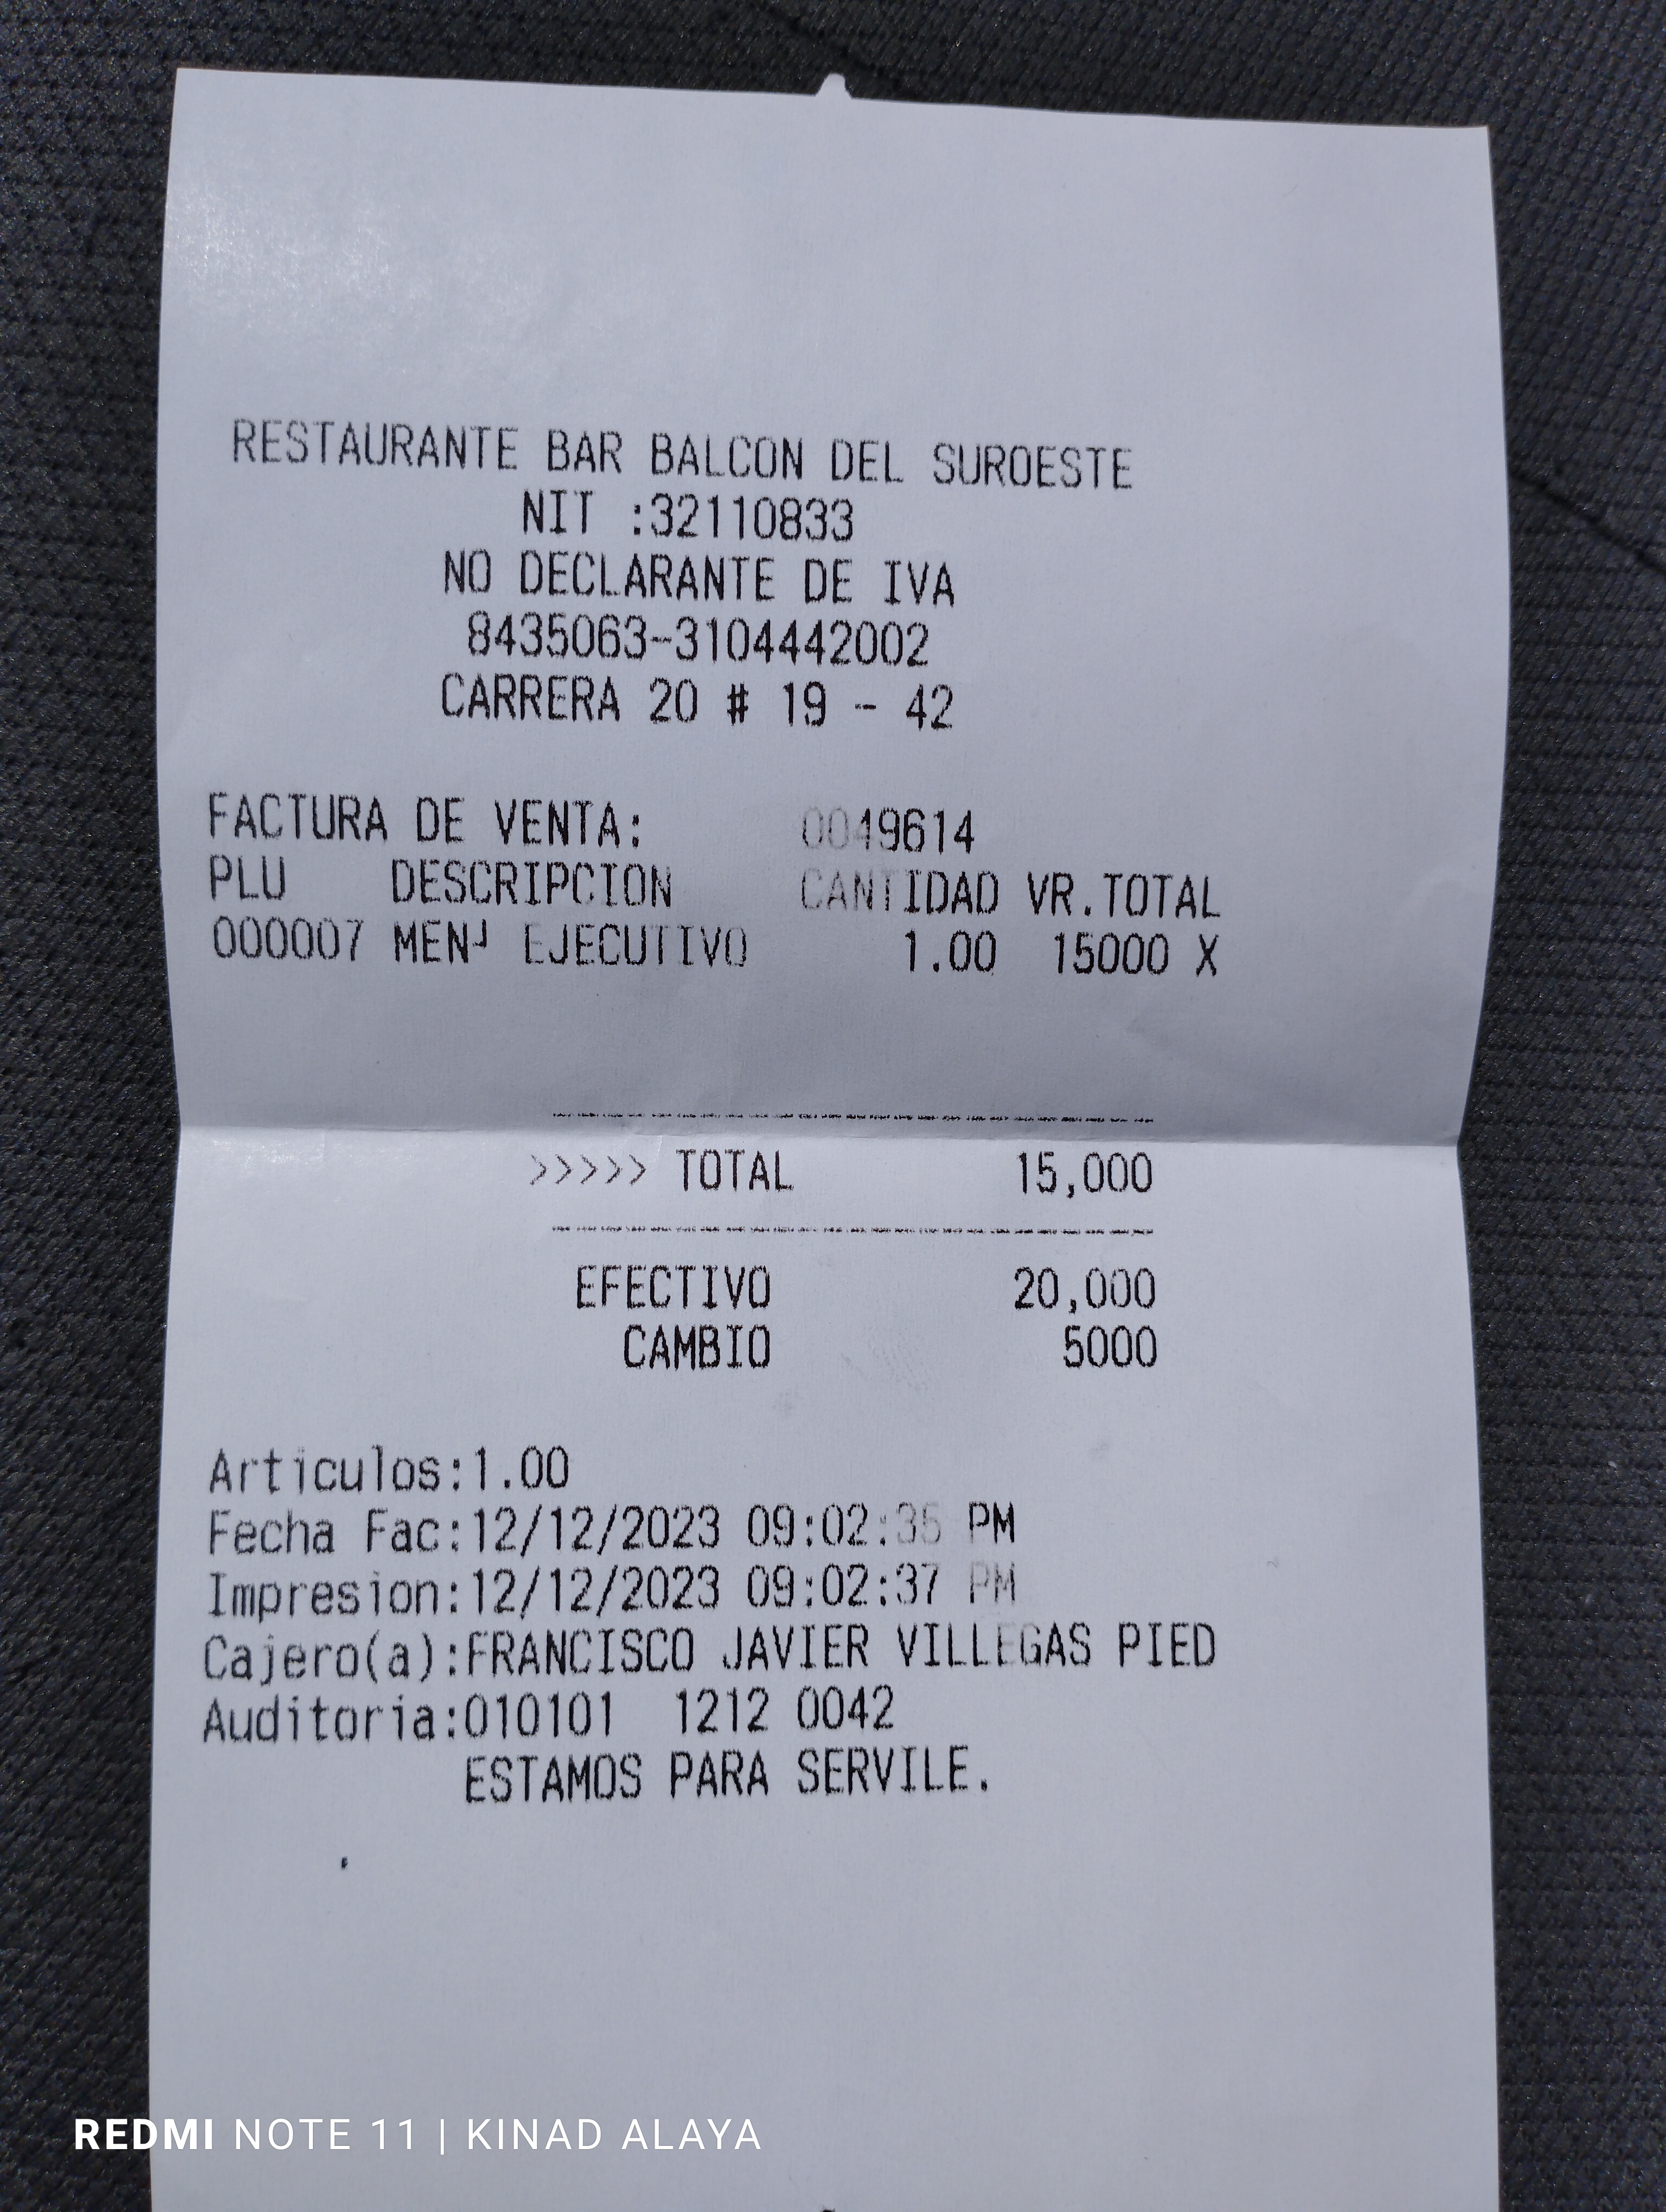 RESTAURANTE BAR BALCON DEL SUROESTE
NIT :32110833
NO DECLARANTE DE IVA
8435063-3104442002
CARRERA 20 # 19 - 42
FACTURA DE VENTA: 0049614
PLU DESCRIPCION CANTIDAD VR.TOTAL
000007 MEN┘ EJECUTIVO 1.00 15000 X
>>>>> TOTAL 15,000
EFECTIVO 20,000
CAMBIO 5000
Articulos:1.00
Fecha Fac:12/12/2023 09:02:35 PM
Impresion:12/12/2023 09:02:37 PM
Cajero(a):FRANCISCO JAVIER VILLEGAS PIED
Auditoria:010101 1212 0042
ESTAMOS PARA SERVILE.
REDMI NOTE 11 | KINAD ALAYA